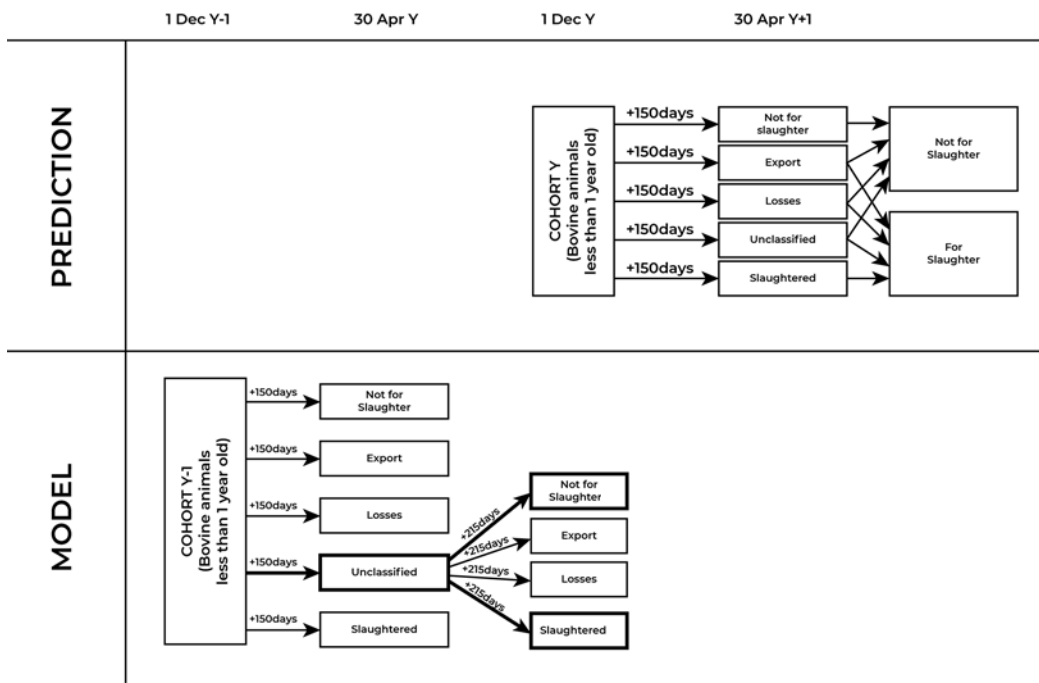 1 Dec Y-1
30 Apr Y
1 Dec Y
30 Apr Y+1
PREDICTION
COHORT Y
(Bovine animals
less than 1 year old)
+150days
+150days
+150days
+150days
+150days
Not for
slaughter
Export
Losses
Unclassified
Slaughtered
Not for
Slaughter
For
Slaughter
MODEL
COHORT Y-1
(Bovine animals
less than 1 year old)
+150days
+150days
+150days
+150days
+150days
Not for
Slaughter
Export
Losses
Unclassified
Slaughtered
+215days
+215days
+215days
+215days
Not for
Slaughter
Export
Losses
Slaughtered